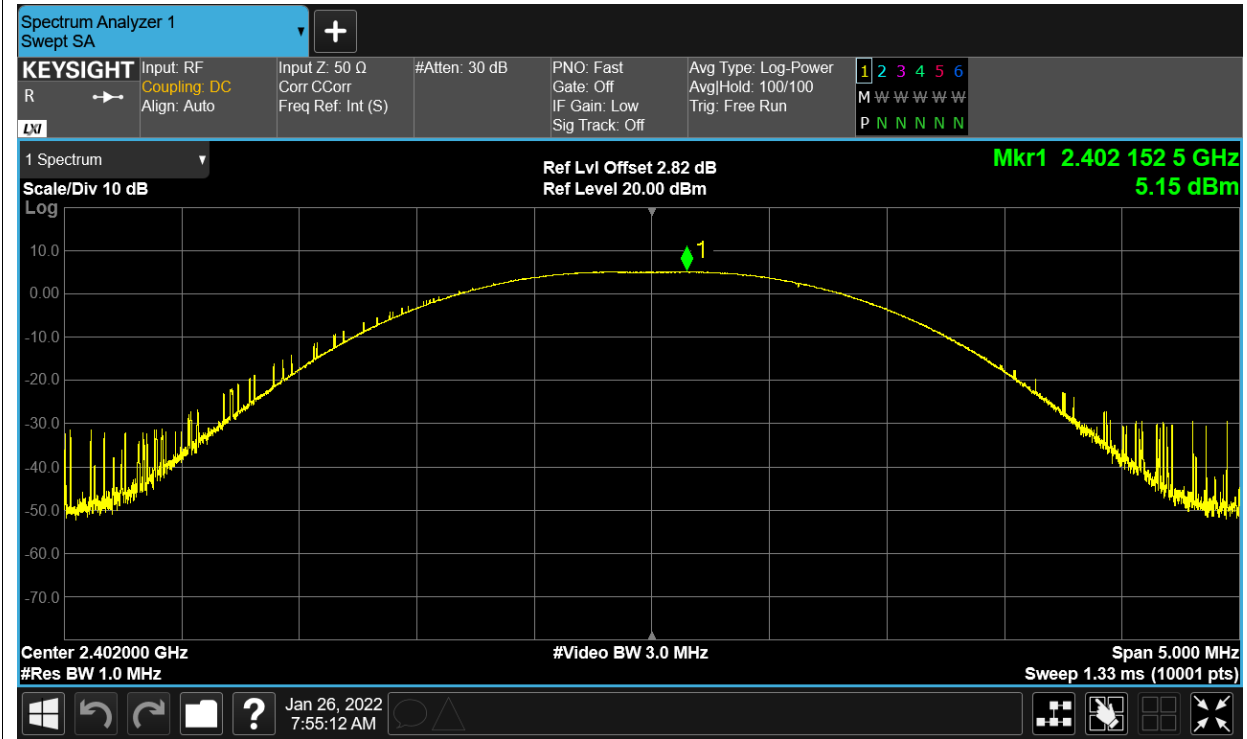 Spectrum Analyzer 1
Swept SA
KEYSIGHT
R
LXI
Input: RF
Coupling: DC
Align: Auto
Input Z: 50 Ω
Corr CCorr
Freq Ref: Int (S)
#Atten: 30 dB
PNO: Fast
Gate: Off
IF Gain: Low
Sig Track: Off
Avg Type: Log-Power
Avg|Hold: 100/100
Trig: Free Run
1 2 3 4 5 6
M W W W W W
P N N N N N
1 Spectrum
Scale/Div 10 dB
Log
Ref Lvl Offset 2.82 dB
Ref Level 20.00 dBm
Mkr1 2.402 152 5 GHz
5.15 dBm
1
10.0
0.00
-10.0
-20.0
-30.0
-40.0
-50.0
-60.0
-70.0
Center 2.402000 GHz
#Res BW 1.0 MHz
#Video BW 3.0 MHz
Span 5.000 MHz
Sweep 1.33 ms (10001 pts)
?
Jan 26, 2022
7:55:12 AM